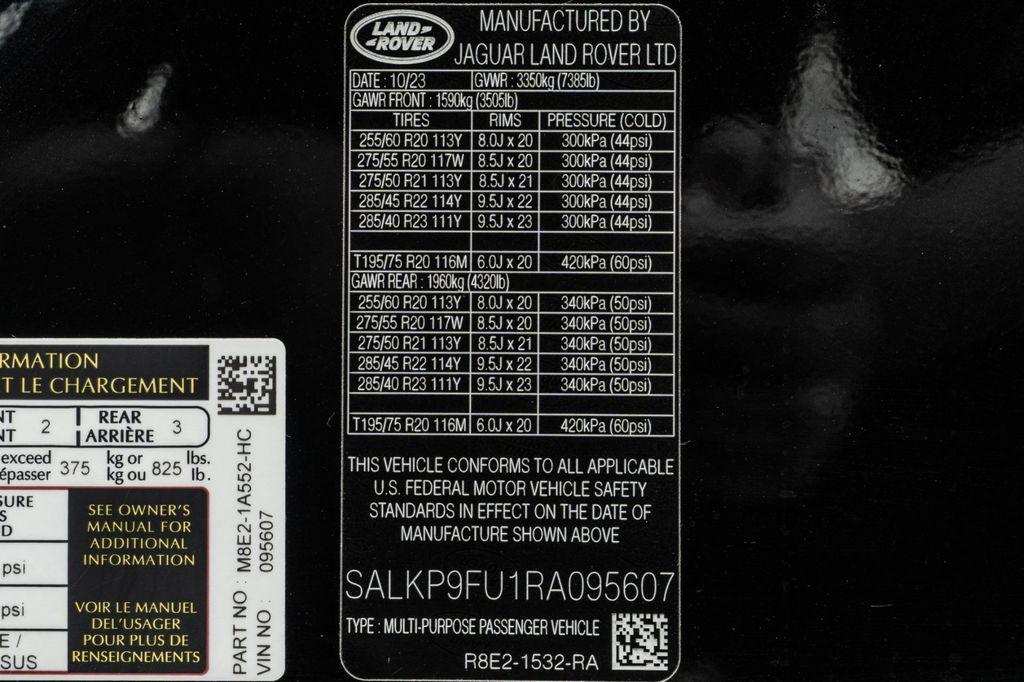 LAND-
-ROVER
MANUFACTURED BY
JAGUAR LAND ROVER LTD
DATE : 10/23 GVWR : 3350kg (7385lb)
GAWR FRONT : 1590kg (3505lb)
TIRES RIMS PRESSURE (COLD)
255/60 R20 113Y 8.0J x 20 300kPa (44psi)
275/55 R20 117W 8.5J x 20 300kPa (44psi)
275/50 R21 113Y 8.5J x 21 300kPa (44psi)
285/45 R22 114Y 9.5J x 22 300kPa (44psi)
285/40 R23 111Y 9.5J x 23 300kPa (44psi)
T195/75 R20 116M 6.0J x 20 420kPa (60psi)
GAWR REAR : 1960kg (4320lb)
255/60 R20 113Y 8.0J x 20 340kPa (50psi)
275/55 R20 117W 8.5J x 20 340kPa (50psi)
275/50 R21 113Y 8.5J x 21 340kPa (50psi)
285/45 R22 114Y 9.5J x 22 340kPa (50psi)
285/40 R23 111Y 9.5J x 23 340kPa (50psi)
T195/75 R20 116M 6.0J x 20 420kPa (60psi)
THIS VEHICLE CONFORMS TO ALL APPLICABLE
U.S. FEDERAL MOTOR VEHICLE SAFETY
STANDARDS IN EFFECT ON THE DATE OF
MANUFACTURE SHOWN ABOVE
SALKP9FU1RA095607
TYPE : MULTI-PURPOSE PASSENGER VEHICLE
R8E2-1532-RA
RMATION
T LE CHARGEMENT
NT 2 REAR 3
NT ARRIÈRE
exceed 375 kg or 825 lbs.
épasser kg ou lb.
SURE
S
D
psi
psi
E /
SUS
SEE OWNER'S
MANUAL FOR
ADDITIONAL
INFORMATION
VOIR LE MANUEL
DEL'USAGER
POUR PLUS DE
RENSEIGNEMENTS
PART NO : M8E2-1A552-HC
VIN NO : 095607